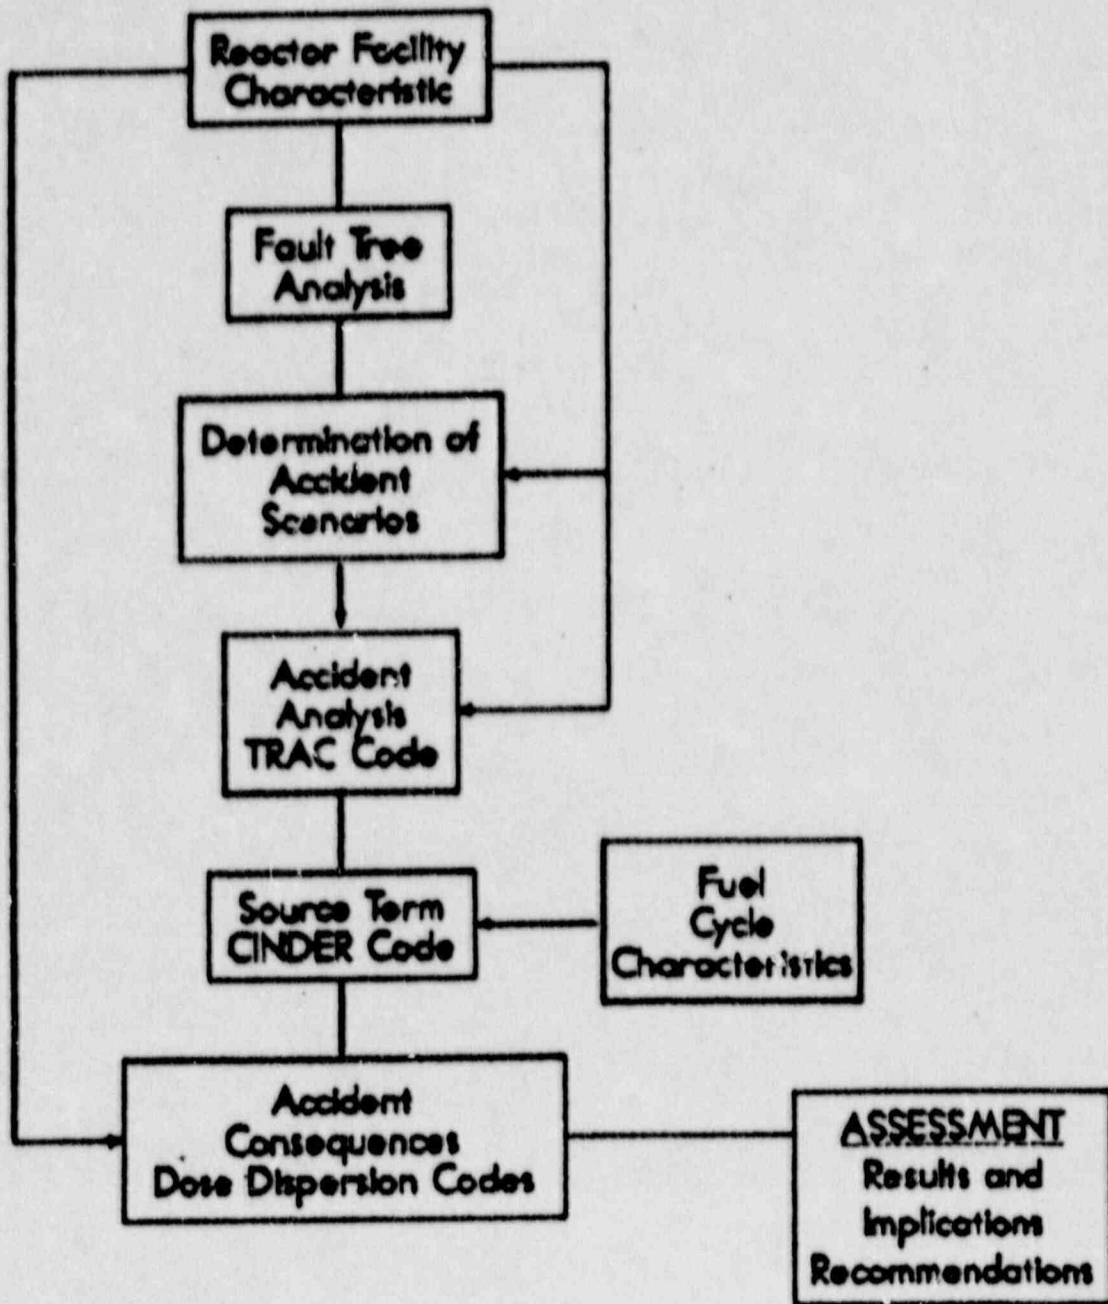 Reactor Facility
Characteristic
Fault Tree
Analysis
Determination of
Accident
Scenarios
Accident
Analysis
TRAC Code
Source Term
CINDER Code
Fuel
Cycle
Characteristics
Accident
Consequences
Dose Dispersion Codes
ASSESSMENT
Results and
Implications
Recommendations